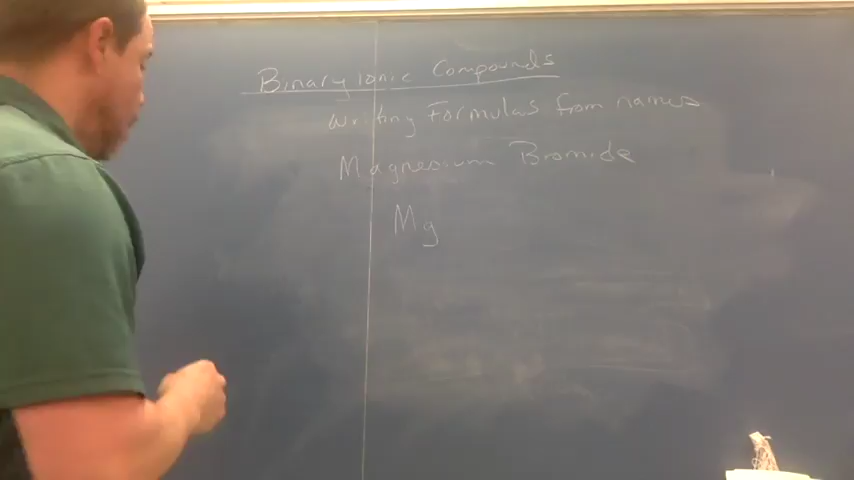 Binary ionic Compounds
Writing Formulas from names
Magnesium Bromide
Mg